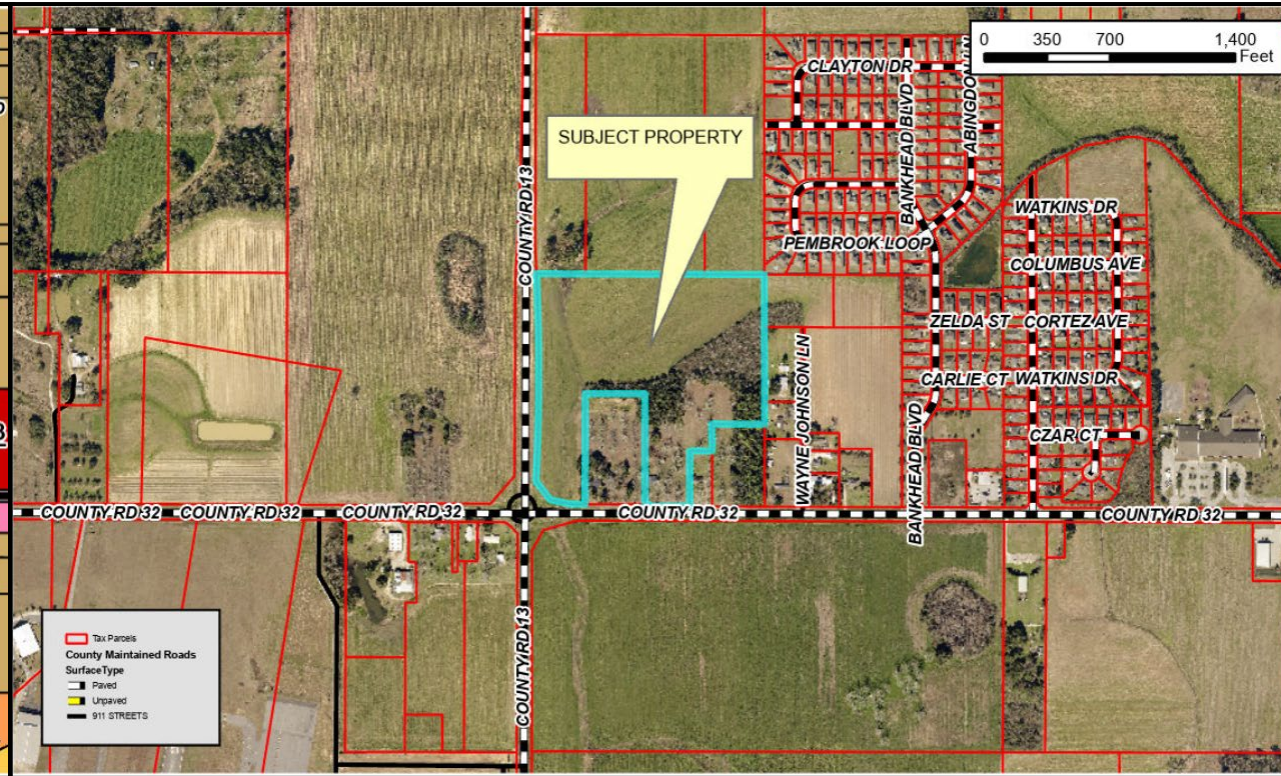 0 350 700 1,400
Feet
CLAYTON DR
BANKHEAD BLVD
SUBJECT PROPERTY
COUNTY RD 13
WATKINS DR
PEMBROOK LOOP
COLUMBUS AVE
ZELDA ST
CORTEZ AVE
WAYNE JOHNSON LN
CARLIE CT
WATKINS DR
BANKHEAD BLVD
CZAR CT
COUNTY RD 32
COUNTY RD 32
COUNTY RD 32
COUNTY RD 32
COUNTY RD 32
COUNTY RD 13
Tax Parcels
County Maintained Roads
SurfaceType
Paved
Unpaved
911 STREETS